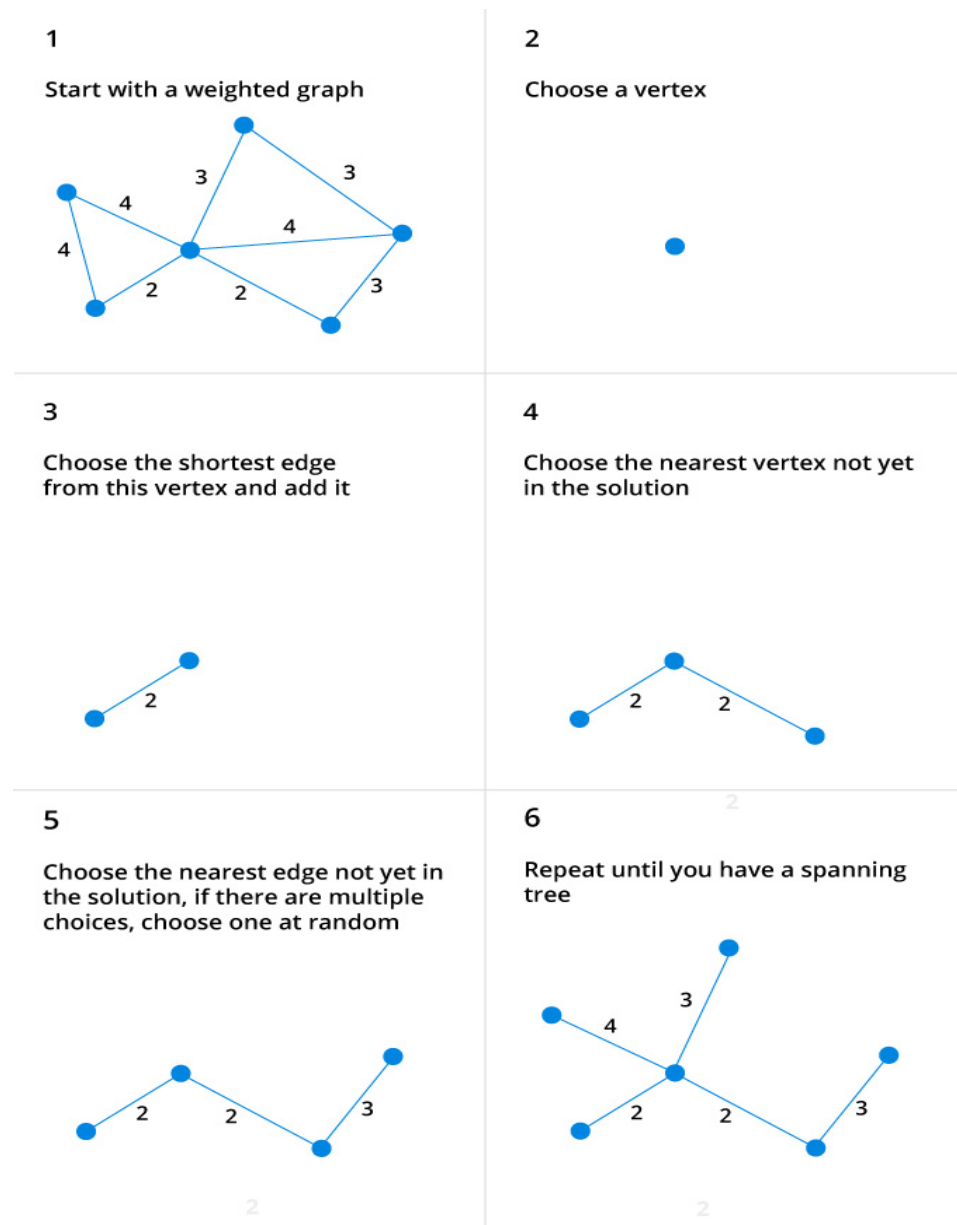 1
Start with a weighted graph
3
3
4
4
4
2
2
3
2
Choose a vertex
3
Choose the shortest edge
from this vertex and add it
2
4
Choose the nearest vertex not yet
in the solution
2
2
2
5
Choose the nearest edge not yet in
the solution, if there are multiple
choices, choose one at random
2
2
3
2
6
Repeat until you have a spanning
tree
3
4
2
2
3
2